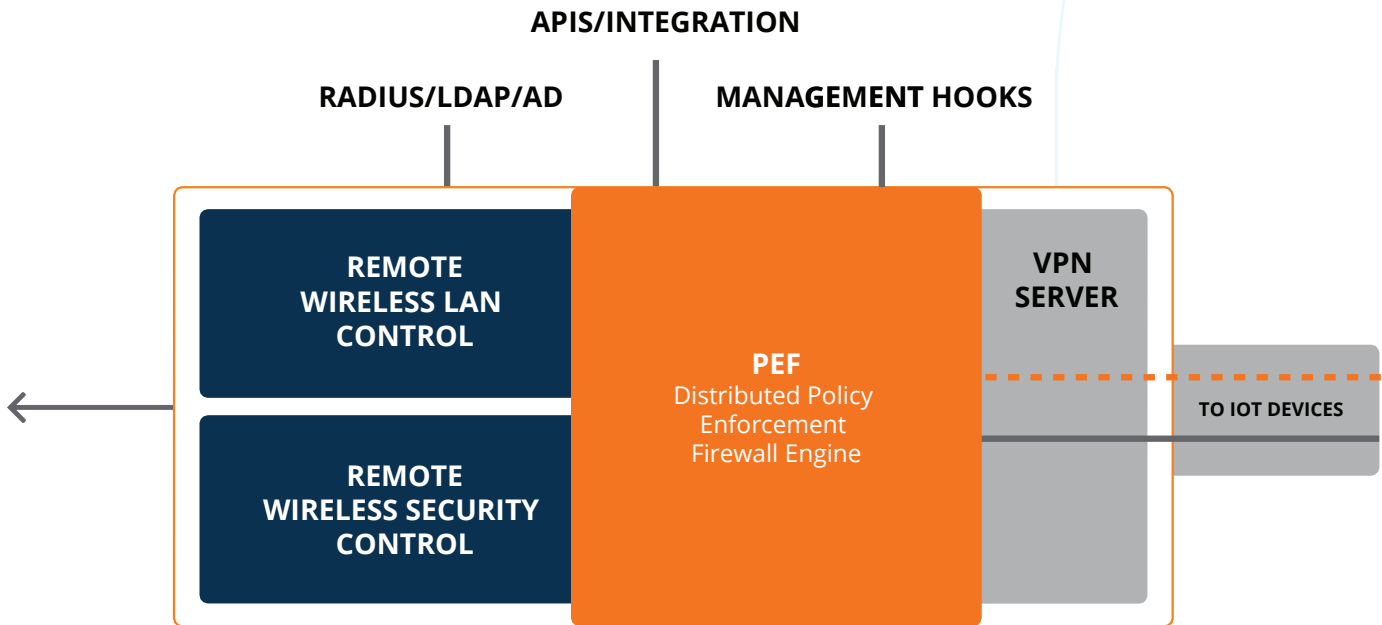 APIS/INTEGRATION
RADIUS/LDAP/AD
MANAGEMENT HOOKS
REMOTE
WIRELESS LAN
CONTROL
REMOTE
WIRELESS SECURITY
CONTROL
PEF
Distributed Policy
Enforcement
Firewall Engine
VPN
SERVER
TO IOT DEVICES